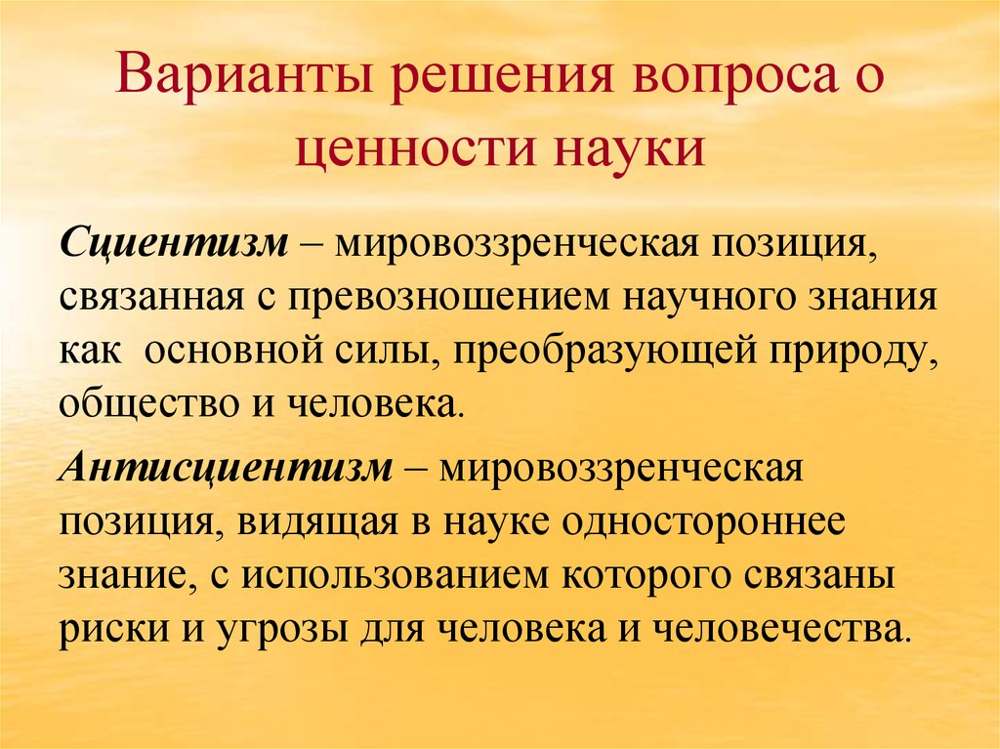 Варианты решения вопроса о
ценности науки
Сциентизм – мировоззренческая позиция,
связанная с превозношением научного знания
как  основной силы, преобразующей природу,
общество и человека.
Антисциентизм – мировоззренческая
позиция, видящая в науке одностороннее
знание, с использованием которого связаны
риски и угрозы для человека и человечества.